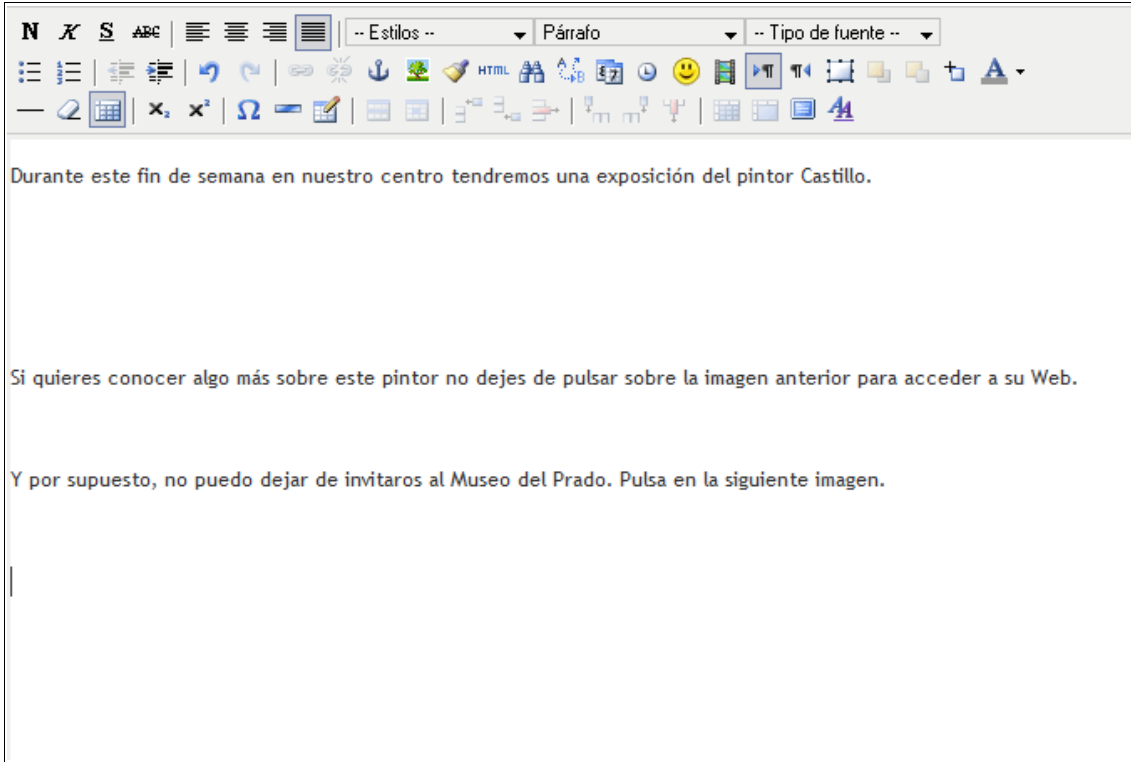 N K S ABC -- Estilos -- Párrafo -- Tipo de fuente --
HTML A
X₂ X² Ω AA
Durante este fin de semana en nuestro centro tendremos una exposición del pintor Castillo.
Si quieres conocer algo más sobre este pintor no dejes de pulsar sobre la imagen anterior para acceder a su Web.
Y por supuesto, no puedo dejar de invitaros al Museo del Prado. Pulsa en la siguiente imagen.